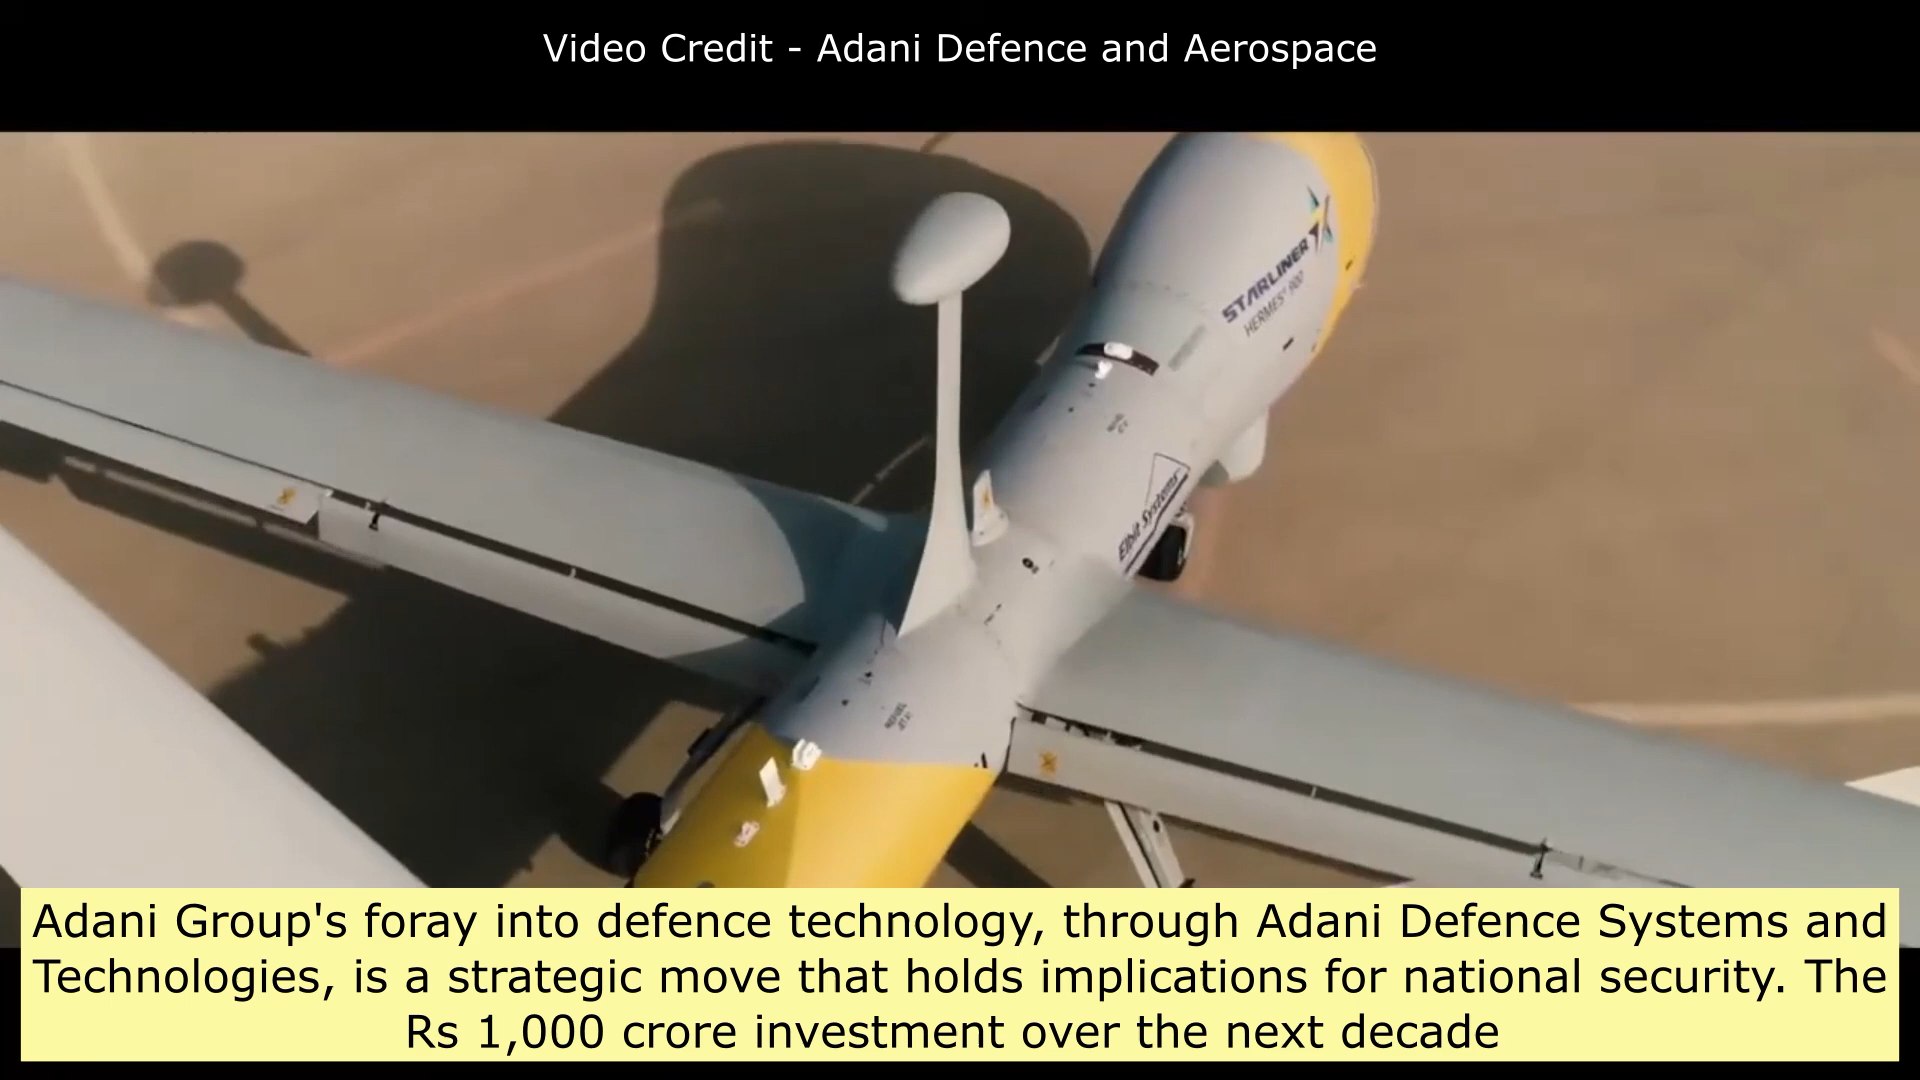 Video Credit - Adani Defence and Aerospace
STARLINER
HERMES® 900
Elbit Systems™
Adani Group's foray into defence technology, through Adani Defence Systems and
Technologies, is a strategic move that holds implications for national security. The
Rs 1,000 crore investment over the next decade